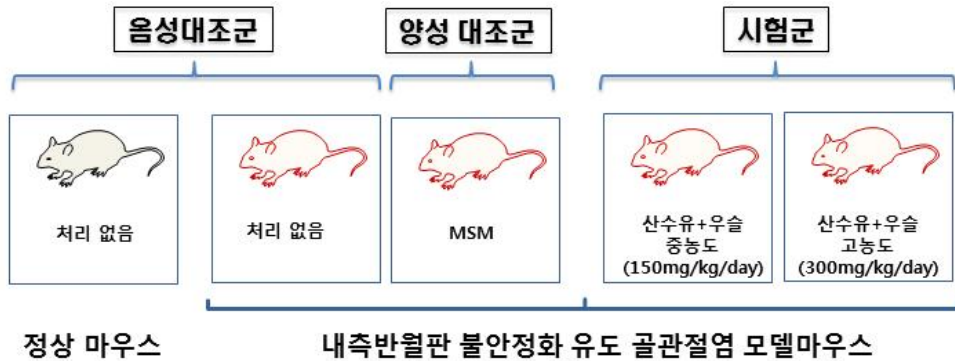 음성대조군
양성 대조군
시험군
처리 없음
처리 없음
MSM
산수유+우슬
중농도
(150mg/kg/day)
산수유+우슬
고농도
(300mg/kg/day)
정상 마우스
내측반월판 불안정화 유도 골관절염 모델마우스